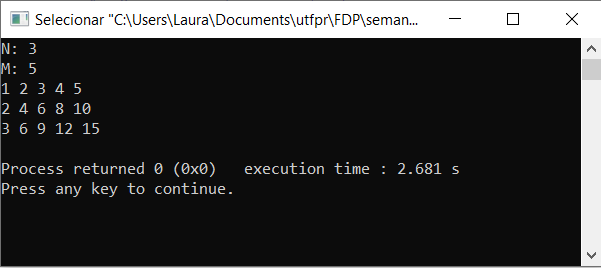 Selecionar "C:\Users\Laura\Documents\utfpr\FDP\seman...
N: 3
M: 5
1 2 3 4 5
2 4 6 8 10
3 6 9 12 15
Process returned 0 (0x0)   execution time : 2.681 s
Press any key to continue.